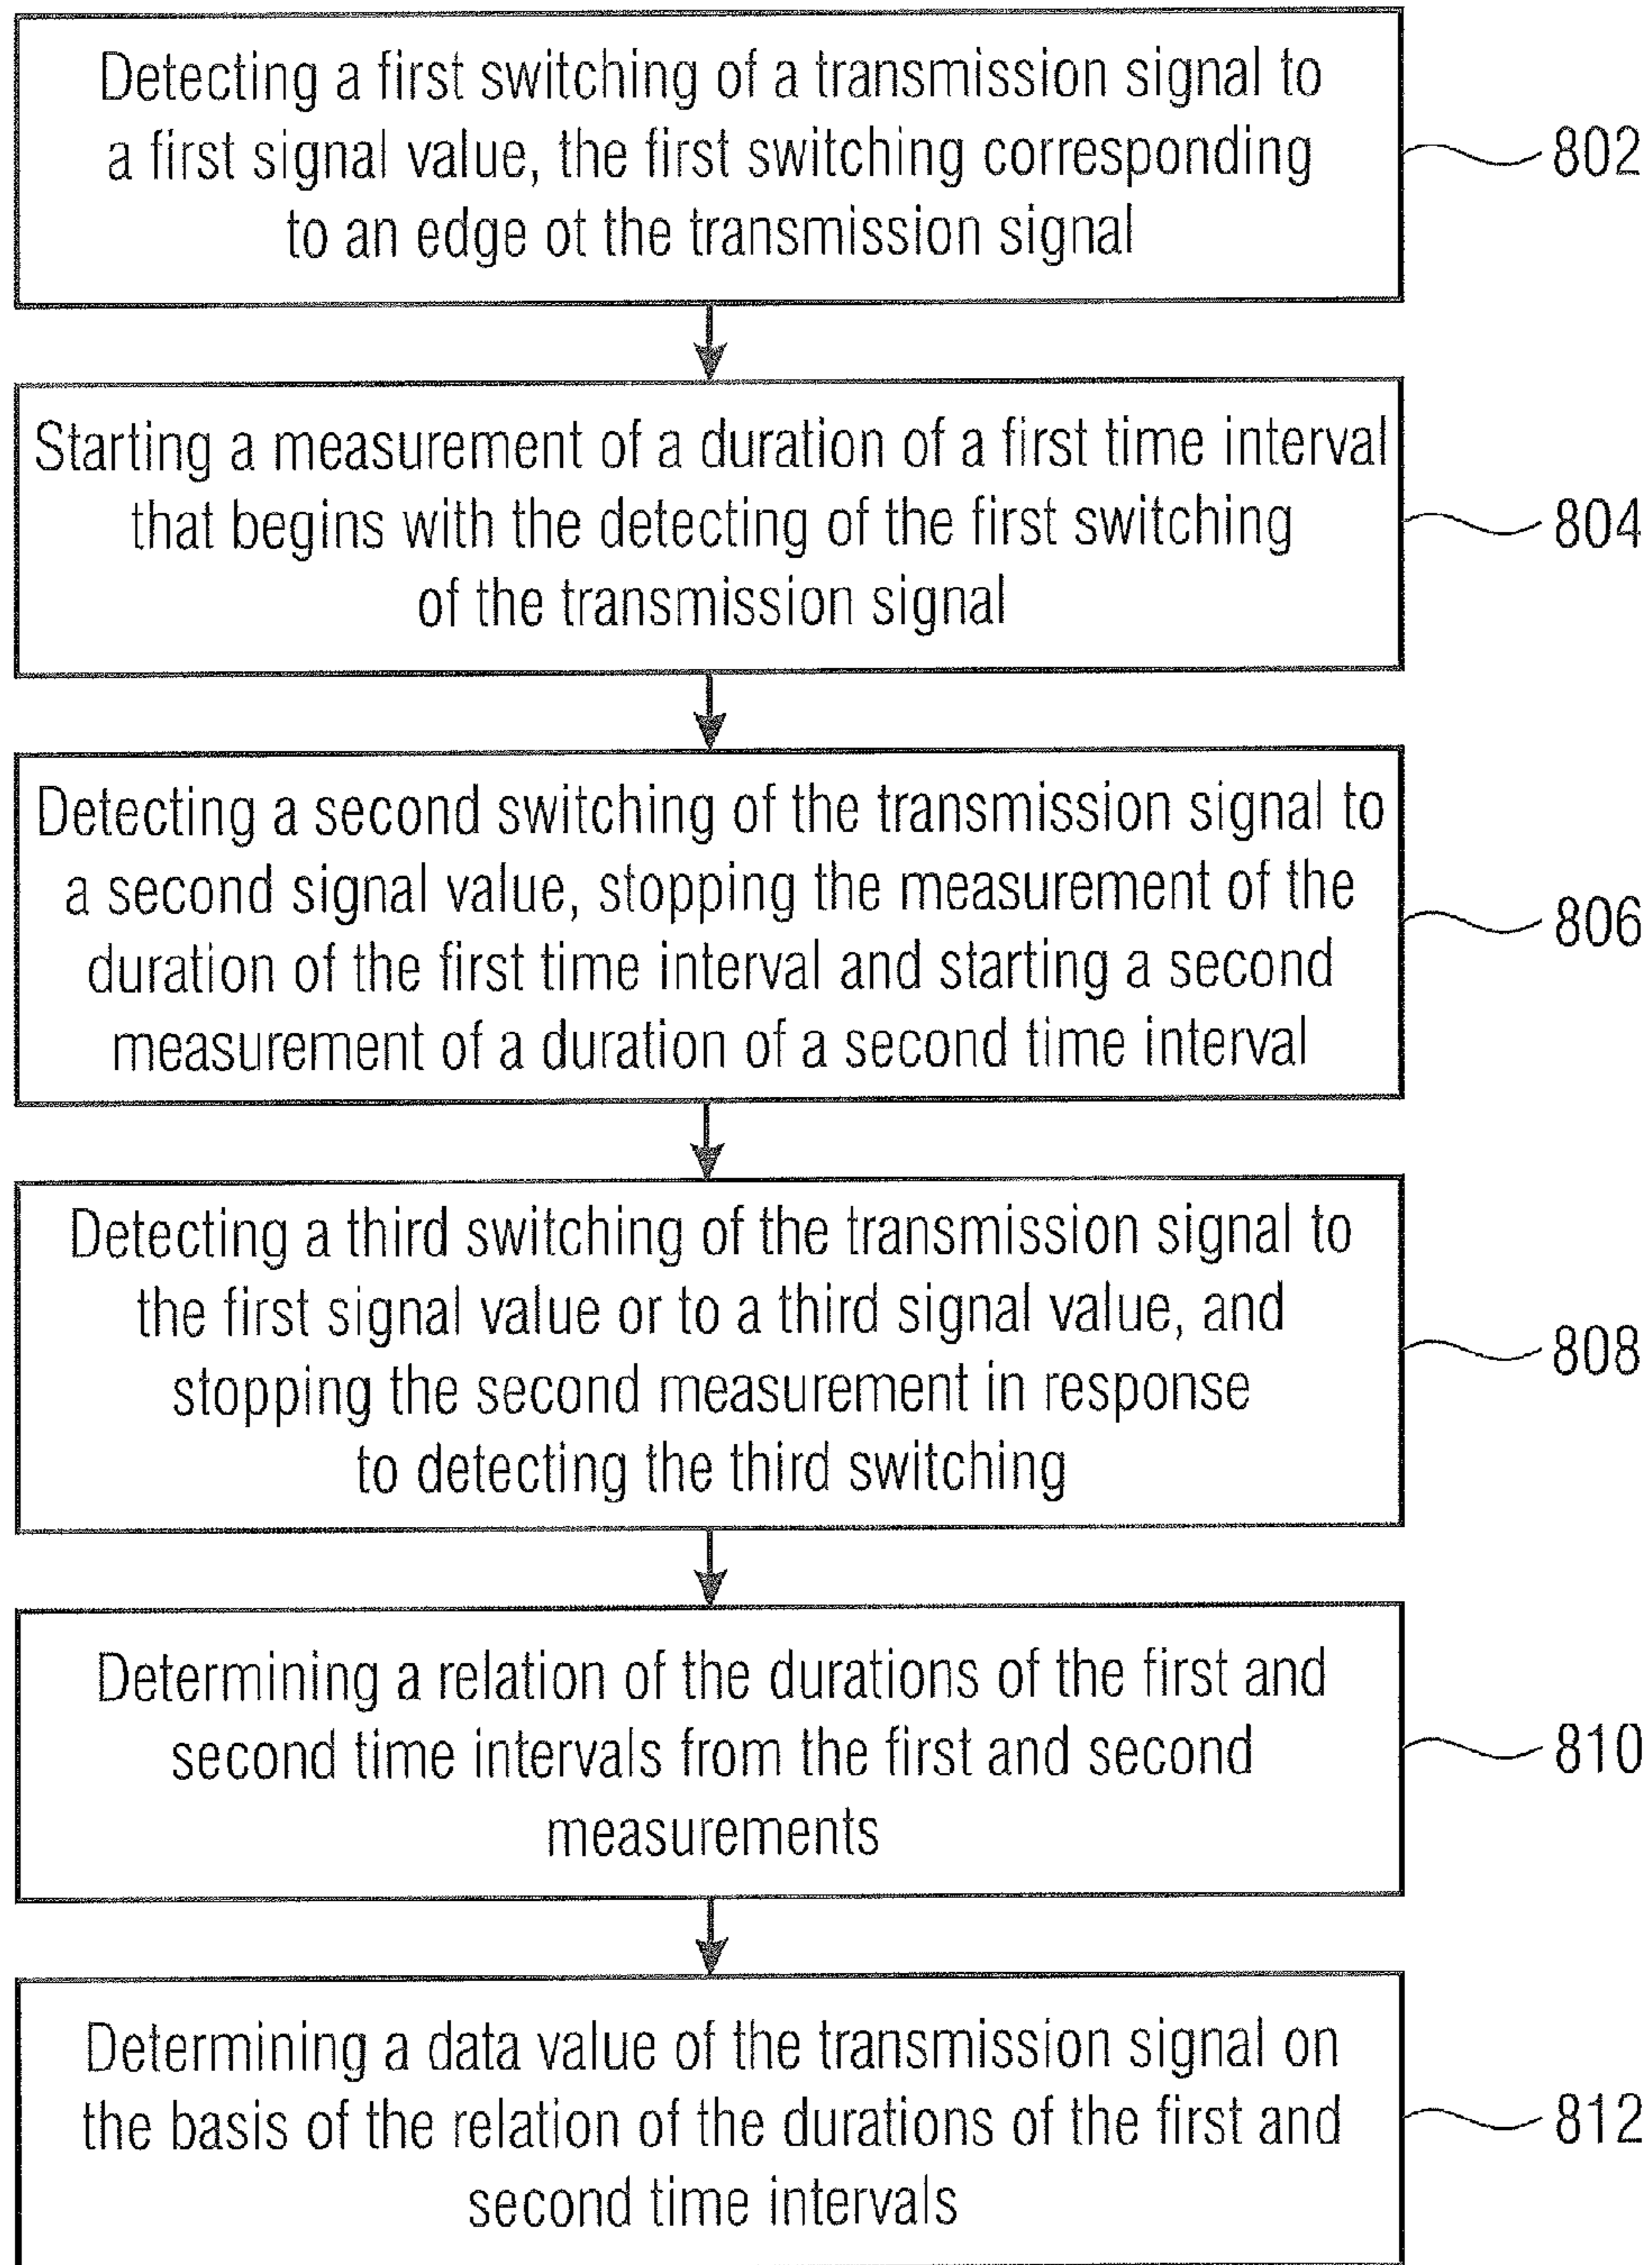 Detecting a first switching of a transmission signal to
a first signal value, the first switching corresponding
to an edge ot the transmission signal
802
Starting a measurement of a duration of a first time interval
that begins with the detecting of the first switching
of the transmission signal
804
Detecting a second switching of the transmission signal to
a second signal value, stopping the measurement of the
duration of the first time interval and starting a second
measurement of a duration of a second time interval
806
Detecting a third switching of the transmission signal to
the first signal value or to a third signal value, and
stopping the second measurement in response
to detecting the third switching
808
Determining a relation of the durations of the first and
second time intervals from the first and second
measurements
810
Determining a data value of the transmission signal on
the basis of the relation of the durations of the first and
second time intervals
812